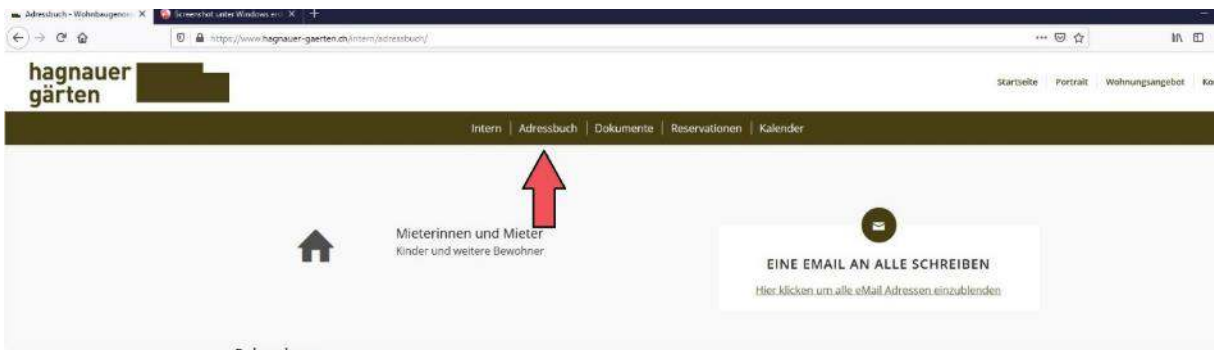 Adressbuch - Wohnbaugenos
Screenshot unter Windows erst
https://www.hagnauer-gaerten.ch/intern/adressbuch/
hagnauer
gärten
Startseite
Portrait
Wohnungsangebot
Ko
Intern | Adressbuch | Dokumente | Reservationen | Kalender
Mieterinnen und Mieter
Kinder und weitere Bewohner
EINE EMAIL AN ALLE SCHREIBEN
Hier klicken um alle eMail Adressen einzublenden